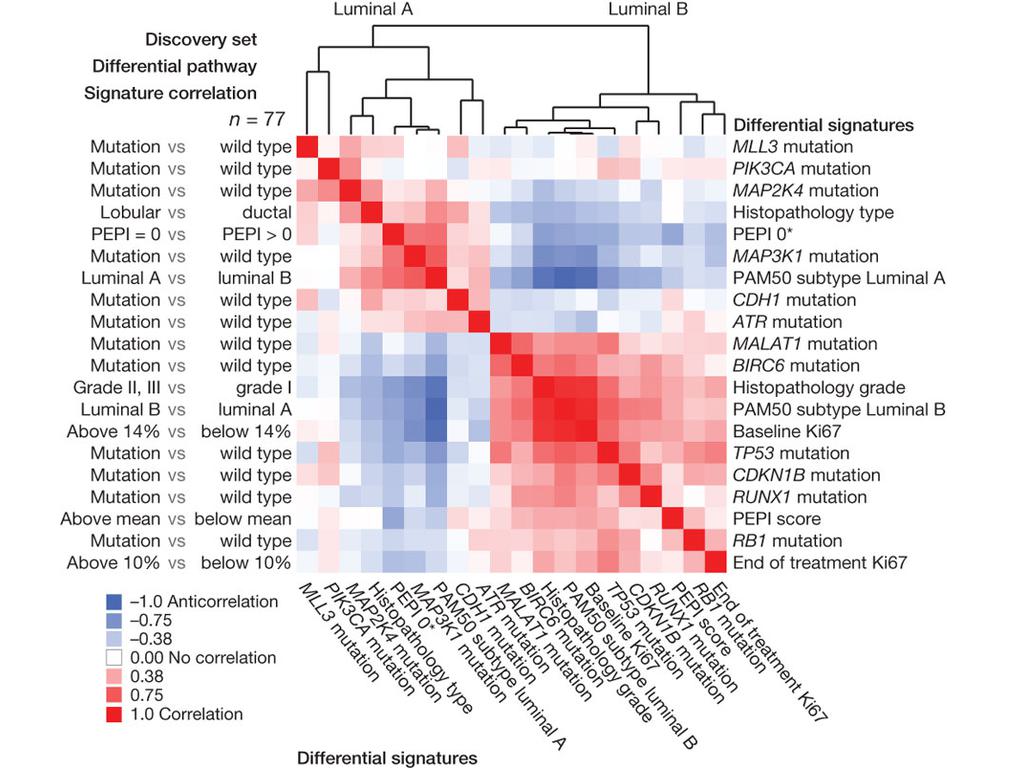 Luminal A Luminal B
Discovery set
Differential pathway
Signature correlation
n = 77
Differential signatures
Mutation vs wild type MLL3 mutation
Mutation vs wild type PIK3CA mutation
Mutation vs wild type MAP2K4 mutation
Lobular vs ductal Histopathology type
PEPI = 0 vs PEPI > 0 PEPI 0*
Mutation vs wild type MAP3K1 mutation
Luminal A vs luminal B PAM50 subtype Luminal A
Mutation vs wild type CDH1 mutation
Mutation vs wild type ATR mutation
Mutation vs wild type MALAT1 mutation
Mutation vs wild type BIRC6 mutation
Grade II, III vs grade I Histopathology grade
Luminal B vs luminal A PAM50 subtype Luminal B
Above 14% vs below 14% Baseline Ki67
Mutation vs wild type TP53 mutation
Mutation vs wild type CDKN1B mutation
Mutation vs wild type RUNX1 mutation
Above mean vs below mean PEPI score
Mutation vs wild type RB1 mutation
Above 10% vs below 10% End of treatment Ki67
–1.0 Anticorrelation
–0.75
–0.38
0.00 No correlation
0.38
0.75
1.0 Correlation
MLL3 mutation
PIK3CA mutation
MAP2K4 mutation
Histopathology type
PEPI 0*
MAP3K1 mutation
PAM50 subtype luminal A
CDH1 mutation
ATR mutation
MALAT1 mutation
BIRC6 mutation
Histopathology grade
PAM50 subtype luminal B
Baseline Ki67
TP53 mutation
CDKN1B mutation
RUNX1 mutation
PEPI score
RB1 mutation
End of treatment Ki67
Differential signatures